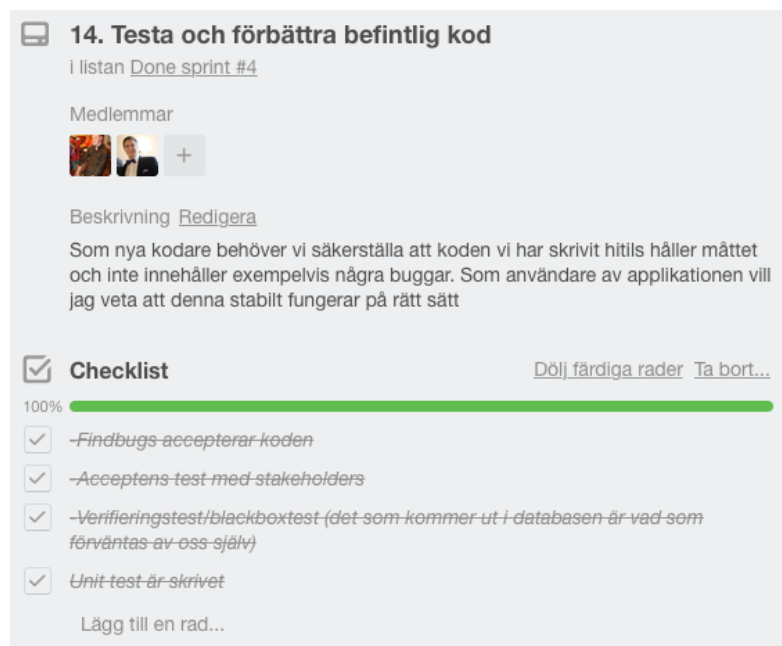 14. Testa och förbättra befintlig kod
i listan Done sprint #4
Medlemmar
+
Beskrivning Redigera
Som nya kodare behöver vi säkerställa att koden vi har skrivit hitils håller måttet
och inte innehåller exempelvis några buggar. Som användare av applikationen vill
jag veta att denna stabilt fungerar på rätt sätt
Checklist Dölj färdiga rader Ta bort...
100%
-Findbugs accepterar koden
-Acceptens test med stakeholders
-Verifieringstest/blackboxtest (det som kommer ut i databasen är vad som
förväntas av oss själv)
Unit test är skrivet
Lägg till en rad...